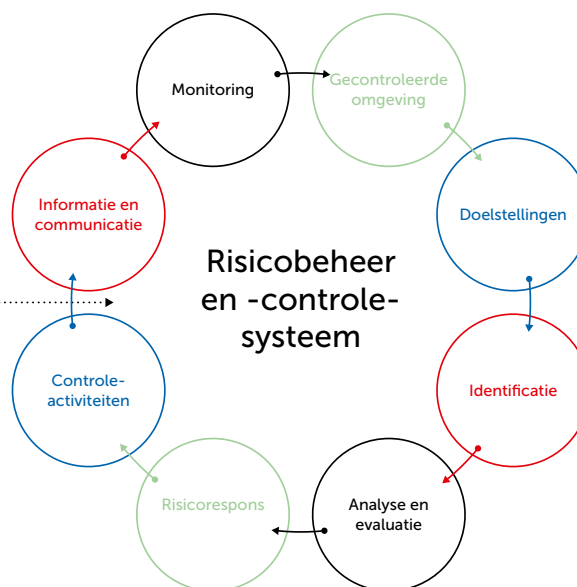 Monitoring
Gecontroleerde
omgeving
Informatie en
communicatie
Doelstellingen
Risicobeheer
en -controle-
systeem
Controle-
activiteiten
Identificatie
Risicorespons
Analyse en
evaluatie